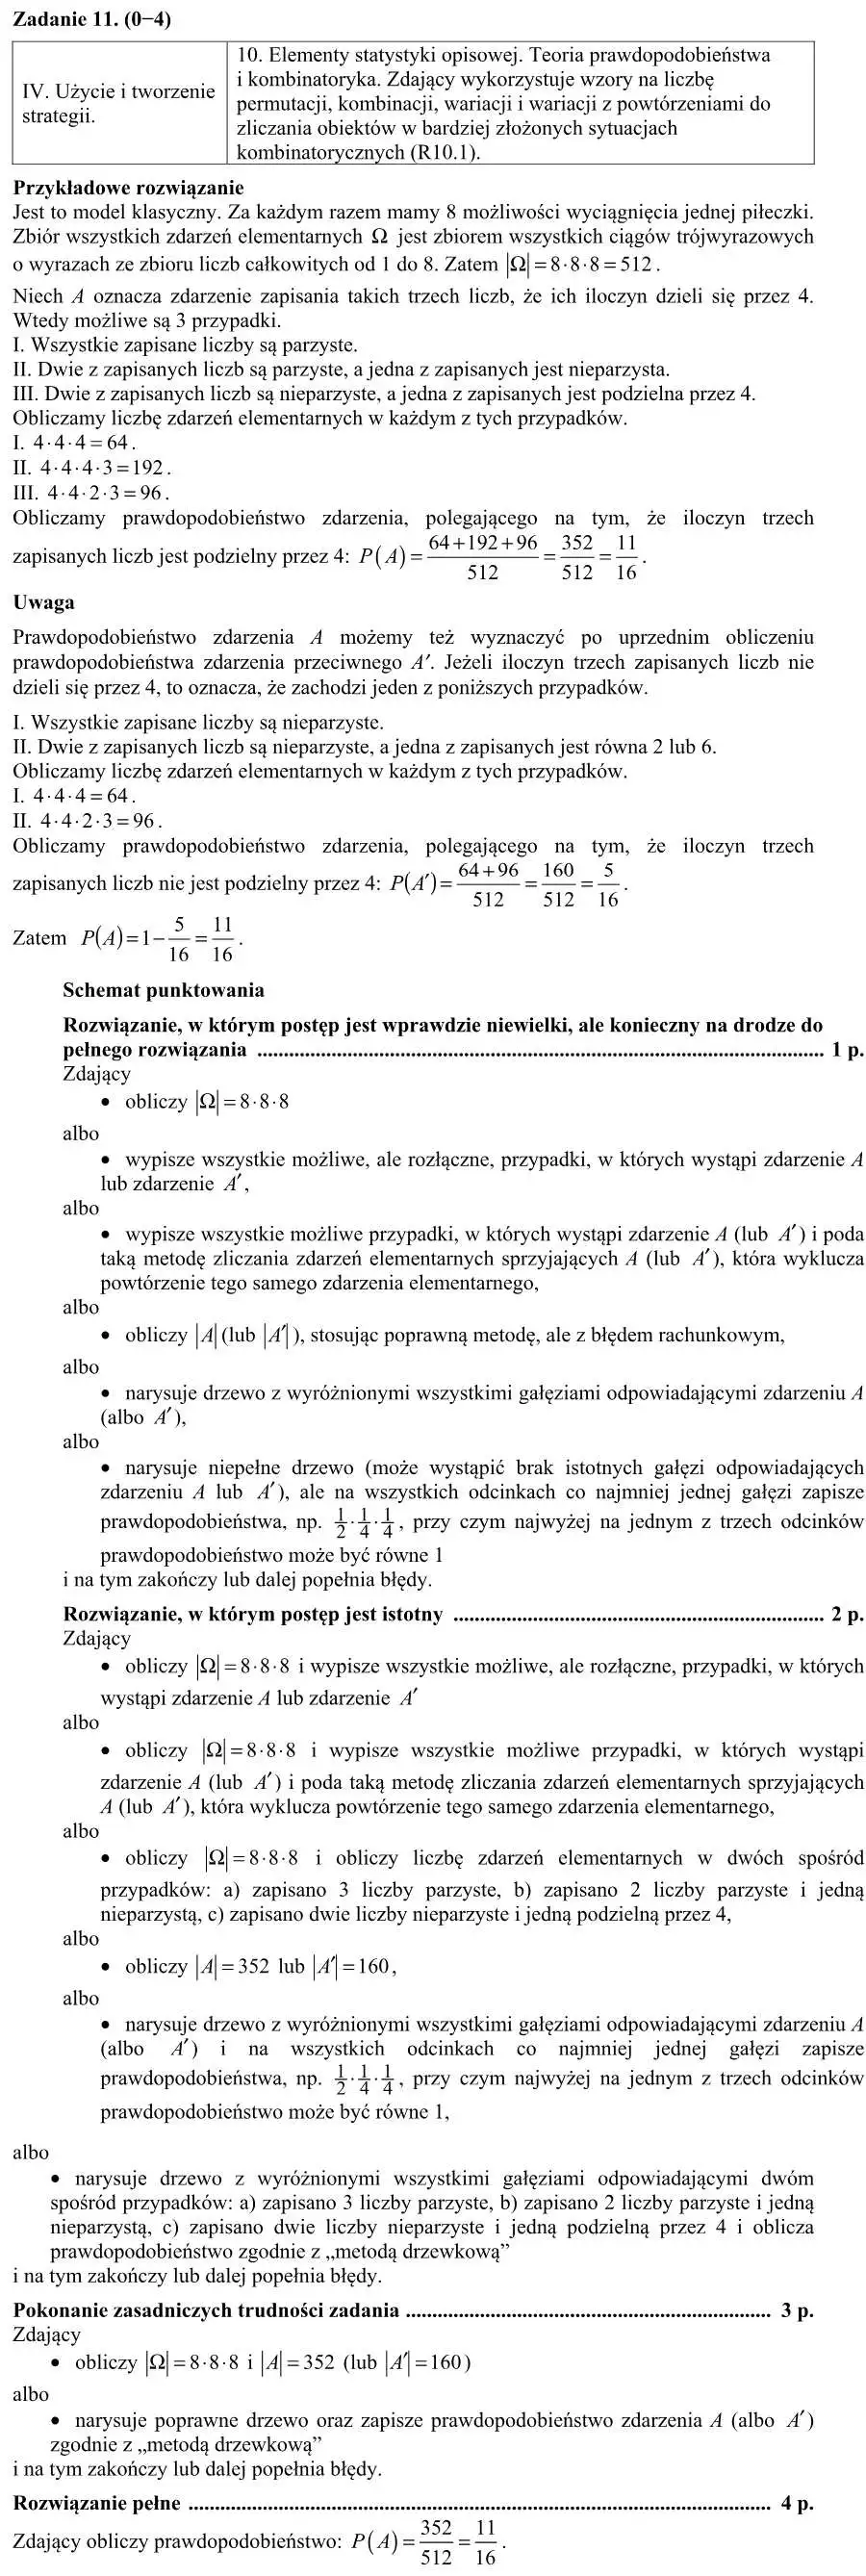 Zadanie 11. (0−4)
IV. Użycie i tworzenie strategii.
10. Elementy statystyki opisowej. Teoria prawdopodobieństwa
i kombinatoryka. Zdający wykorzystuje wzory na liczbę
permutacji, kombinacji, wariacji i wariacji z powtórzeniami do
zliczania obiektów w bardziej złożonych sytuacjach
kombinatorycznych (R10.1).
Przykładowe rozwiązanie
Jest to model klasyczny. Za każdym razem mamy 8 możliwości wyciągnięcia jednej piłeczki.
Zbiór wszystkich zdarzeń elementarnych Ω jest zbiorem wszystkich ciągów trójwyrazowych
o wyrazach ze zbioru liczb całkowitych od 1 do 8. Zatem |Ω| = 8·8·8 = 512.
Niech A oznacza zdarzenie zapisania takich trzech liczb, że ich iloczyn dzieli się przez 4.
Wtedy możliwe są 3 przypadki.
I. Wszystkie zapisane liczby są parzyste.
II. Dwie z zapisanych liczb są parzyste, a jedna z zapisanych jest nieparzysta.
III. Dwie z zapisanych liczb są nieparzyste, a jedna z zapisanych jest podzielna przez 4.
Obliczamy liczbę zdarzeń elementarnych w każdym z tych przypadków.
I. 4·4·4 = 64.
II. 4·4·4·3 = 192.
III. 4·4·2·3 = 96.
Obliczamy prawdopodobieństwo zdarzenia, polegającego na tym, że iloczyn trzech
zapisanych liczb jest podzielny przez 4: P(A) = (64+192+96)/512 = 352/512 = 11/16.
Uwaga
Prawdopodobieństwo zdarzenia A możemy też wyznaczyć po uprzednim obliczeniu
prawdopodobieństwa zdarzenia przeciwnego A′. Jeżeli iloczyn trzech zapisanych liczb nie
dzieli się przez 4, to oznacza, że zachodzi jeden z poniższych przypadków.
I. Wszystkie zapisane liczby są nieparzyste.
II. Dwie z zapisanych liczb są nieparzyste, a jedna z zapisanych jest równa 2 lub 6.
Obliczamy liczbę zdarzeń elementarnych w każdym z tych przypadków.
I. 4·4·4 = 64.
II. 4·4·2·3 = 96.
Obliczamy prawdopodobieństwo zdarzenia, polegającego na tym, że iloczyn trzech
zapisanych liczb nie jest podzielny przez 4: P(A′) = (64+96)/512 = 160/512 = 5/16.
Zatem P(A) = 1 − 5/16 = 11/16.
Schemat punktowania
Rozwiązanie, w którym postęp jest wprawdzie niewielki, ale konieczny na drodze do
pełnego rozwiązania ........................................................................................................... 1 p.
Zdający
• obliczy |Ω| = 8·8·8
albo
• wypisze wszystkie możliwe, ale rozłączne, przypadki, w których wystąpi zdarzenie A
lub zdarzenie A′,
albo
• wypisze wszystkie możliwe przypadki, w których wystąpi zdarzenie A (lub A′) i poda
taką metodę zliczania zdarzeń elementarnych sprzyjających A (lub A′), która wyklucza
powtórzenie tego samego zdarzenia elementarnego,
albo
• obliczy |A| (lub |A′|), stosując poprawną metodę, ale z błędem rachunkowym,
albo
• narysuje drzewo z wyróżnionymi wszystkimi gałęziami odpowiadającymi zdarzeniu A
(albo A′),
albo
• narysuje niepełne drzewo (może wystąpić brak istotnych gałęzi odpowiadających
zdarzeniu A lub A′), ale na wszystkich odcinkach co najmniej jednej gałęzi zapisze
prawdopodobieństwa, np. 1/2·1/4·1/4, przy czym najwyżej na jednym z trzech odcinków
prawdopodobieństwo może być równe 1
i na tym zakończy lub dalej popełnia błędy.
Rozwiązanie, w którym postęp jest istotny ...................................................................... 2 p.
Zdający
• obliczy |Ω| = 8·8·8 i wypisze wszystkie możliwe, ale rozłączne, przypadki, w których
wystąpi zdarzenie A lub zdarzenie A′
albo
• obliczy |Ω| = 8·8·8 i wypisze wszystkie możliwe przypadki, w których wystąpi
zdarzenie A (lub A′) i poda taką metodę zliczania zdarzeń elementarnych sprzyjających
A (lub A′), która wyklucza powtórzenie tego samego zdarzenia elementarnego,
albo
• obliczy |Ω| = 8·8·8 i obliczy liczbę zdarzeń elementarnych w dwóch spośród
przypadków: a) zapisano 3 liczby parzyste, b) zapisano 2 liczby parzyste i jedną
nieparzystą, c) zapisano dwie liczby nieparzyste i jedną podzielną przez 4,
albo
• obliczy |A| = 352 lub |A′| = 160,
albo
• narysuje drzewo z wyróżnionymi wszystkimi gałęziami odpowiadającymi zdarzeniu A
(albo A′) i na wszystkich odcinkach co najmniej jednej gałęzi zapisze
prawdopodobieństwa, np. 1/2·1/4·1/4, przy czym najwyżej na jednym z trzech odcinków
prawdopodobieństwo może być równe 1,
albo
• narysuje drzewo z wyróżnionymi wszystkimi gałęziami odpowiadającymi dwóm
spośród przypadków: a) zapisano 3 liczby parzyste, b) zapisano 2 liczby parzyste i jedną
nieparzystą, c) zapisano dwie liczby nieparzyste i jedną podzielną przez 4 i oblicza
prawdopodobieństwo zgodnie z „metodą drzewkową”
i na tym zakończy lub dalej popełnia błędy.
Pokonanie zasadniczych trudności zadania ..................................................................... 3 p.
Zdający
• obliczy |Ω| = 8·8·8 i |A| = 352 (lub |A′| = 160)
albo
• narysuje poprawne drzewo oraz zapisze prawdopodobieństwo zdarzenia A (albo A′)
zgodnie z „metodą drzewkową”
i na tym zakończy lub dalej popełnia błędy.
Rozwiązanie pełne .............................................................................................................. 4 p.
Zdający obliczy prawdopodobieństwo: P(A) = 352/512 = 11/16.